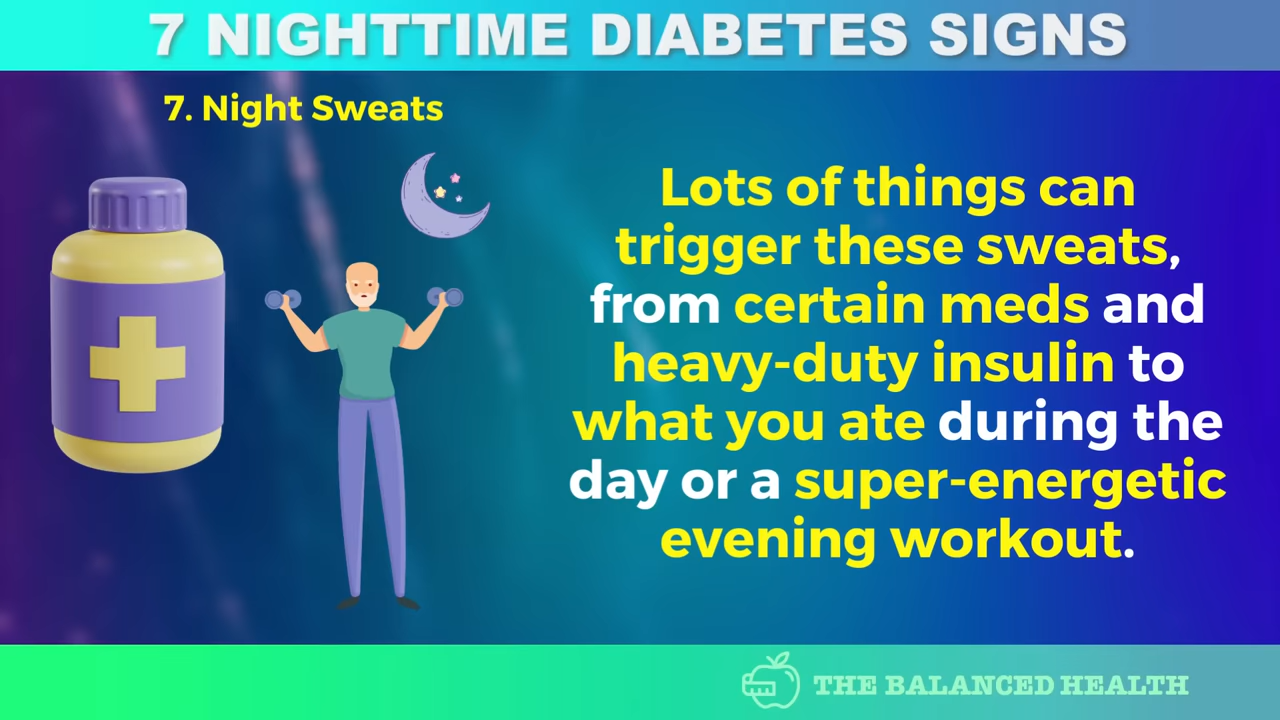 7 NIGHTTIME DIABETES SIGNS
7. Night Sweats
Lots of things can
trigger these sweats,
from certain meds and
heavy-duty insulin to
what you ate during the
day or a super-energetic
evening workout.
THE BALANCED HEALTH